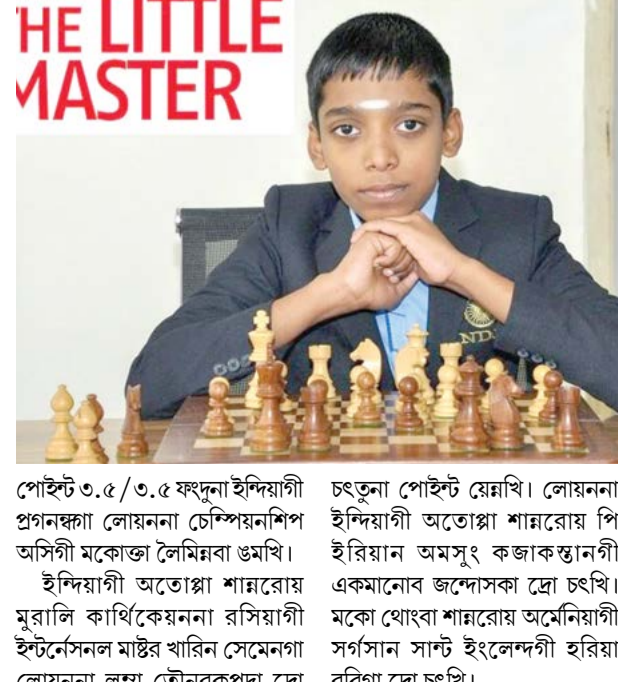 HE LITTLE
MASTER
NDI
পোইন্ট ৩.৫/৩.৫ ফংদুনা ইন্দিয়াগী
প্রগনন্ধাগা লোয়ননা চেম্পিয়নশিপ
অসিগী মকোক্তা লৈমিন্নবা ঙমখি।
ইন্দিয়াগী অতোপ্পা শান্নরোয়
মুরালি কার্থিকেয়ননা রসিয়াগী
ইন্টর্নেসনল মাষ্টর খারিন সেমেনগা
চৎতুনা পোইন্ট য়েন্নখি। লোয়ননা
ইন্দিয়াগী অতোপ্পা শান্নরোয় পি
ইরিয়ান অমসুং কজাকস্তানগী
একমানোব জন্দোসকা দ্রো চৎখি।
মকো থোংবা শান্নরোয় অর্মেনিয়াগী
সর্গসান সান্ট ইংলেন্দগী হরিয়া